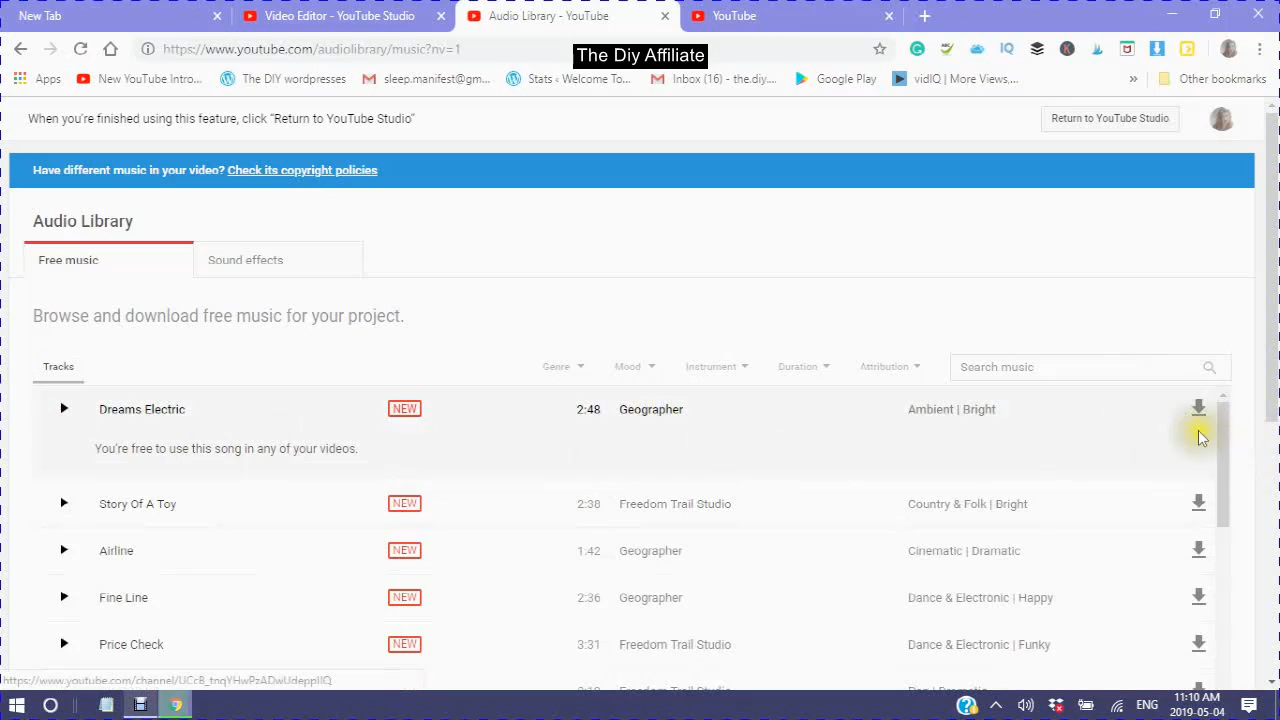 New Tab
Video Editor - YouTube Studio
Audio Library - YouTube
YouTube
https://www.youtube.com/audiolibrary/music?nv=1
The Diy Affiliate
Apps
New YouTube Intro...
The DIY wordpresses
sleep.manifest@gm...
Stats ‹ Welcome To...
Google Play
vidIQ | More Views,...
»
Other bookmarks
When you're finished using this feature, click "Return to YouTube Studio"
Return to YouTube Studio
Have different music in your video? Check its copyright policies
Audio Library
Free music
Sound effects
Browse and download free music for your project.
Tracks
Genre
Mood
Instrument
Duration
Attribution
Search music
Dreams Electric NEW 2:48 Geographer Ambient | Bright
You're free to use this song in any of your videos.
Story Of A Toy NEW 2:38 Freedom Trail Studio Country & Folk | Bright
Airline NEW 1:42 Geographer Cinematic | Dramatic
Fine Line NEW 2:36 Geographer Dance & Electronic | Happy
Price Check NEW 3:31 Freedom Trail Studio Dance & Electronic | Funky
ENG
11:10 AM
2019-05-04